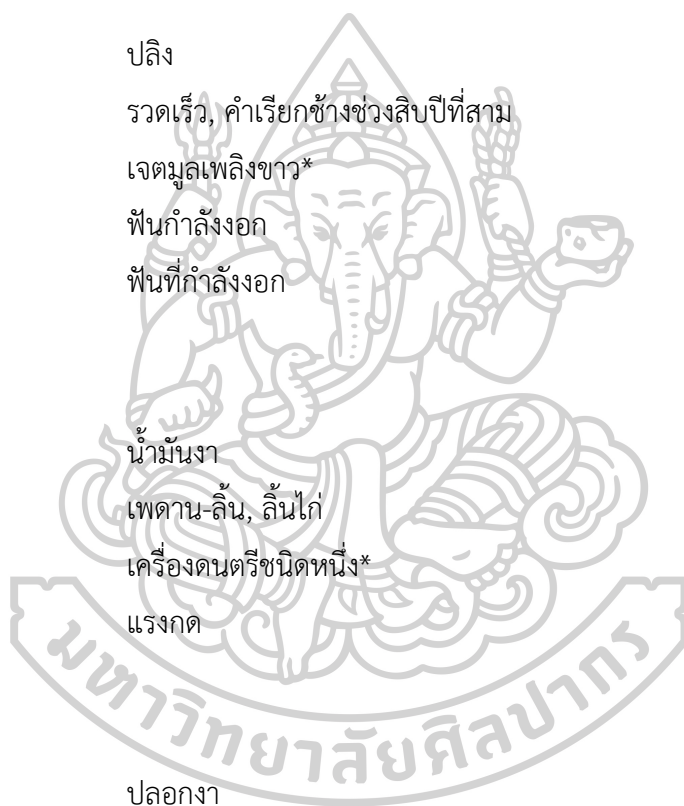 ปลิง
รวดเร็ว, คำเรียกช้างช่วงสิบปีที่สาม
เจตมูลเพลิงขาว*
ฟันกำลังงอก
ฟันที่กำลังงอก
น้ำมันงา
เพดาน-ลิ้น, ลิ้นไก่
เครื่องดนตรีชนิดหนึ่ง*
แรงกด
มหาวิทยาลัยศิลปากร
ปลอกงา